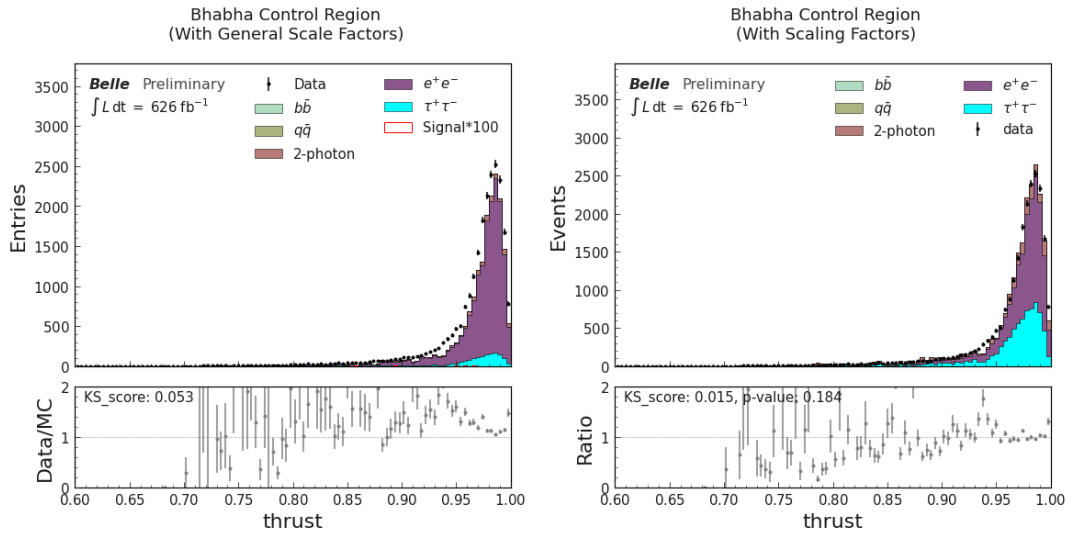 Bhabha Control Region
(With General Scale Factors)
Belle Preliminary
∫ L dt = 626 fb⁻¹
Data
bb̄
qq̄
2-photon
e⁺e⁻
τ⁺τ⁻
Signal*100
Entries
3500
3000
2500
2000
1500
1000
500
0
KS_score: 0.053
Data/MC
2
1
0
0.60 0.65 0.70 0.75 0.80 0.85 0.90 0.95 1.00
thrust
Bhabha Control Region
(With Scaling Factors)
Belle Preliminary
∫ L dt = 626 fb⁻¹
bb̄
qq̄
2-photon
e⁺e⁻
τ⁺τ⁻
data
Events
3500
3000
2500
2000
1500
1000
500
0
KS_score: 0.015, p-value: 0.184
Ratio
2
1
0
0.60 0.65 0.70 0.75 0.80 0.85 0.90 0.95 1.00
thrust